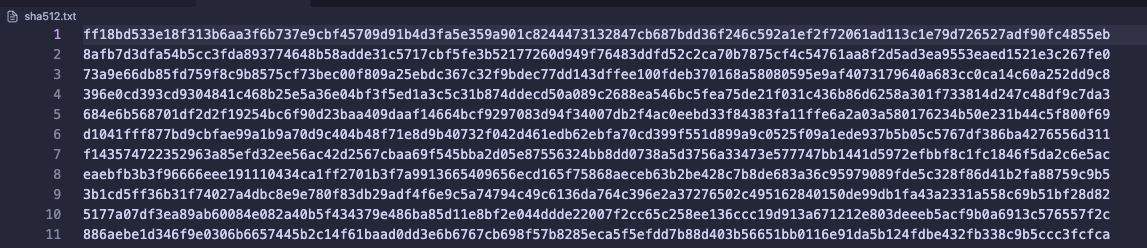 sha512.txt
1 ff18bd533e18f313b6aa3f6b737e9cbf45709d91b4d3fa5e359a901c8244473132847cb687bdd36f246c592a1ef2f72061ad113c1e79d726527adf90fc4855eb
2 8afb7d3dfa54b5cc3fda893774648b58adde31c5717cbf5fe3b52177260d949f76483ddfd52c2ca70b7875cf4c54761aa8f2d5ad3ea9553eaed1521e3c267fe0
3 73a9e66db85fd759f8c9b8575cf73bec00f809a25ebdc367c32f9bdec77dd143dffee100fdeb370168a58080595e9af4073179640a683cc0ca14c60a252dd9c8
4 396e0cd393cd9304841c468b25e5a36e04bf3f5ed1a3c5c31b874ddecd50a089c2688ea546bc5fea75de21f031c436b86d6258a301f733814d247c48df9c7da3
5 684e6b568701df2d2f19254bc6f90d23baa409daaf14664bcf9297083d94f34007db2f4ac0eebd33f84383fa11ffe6a2a03a580176234b50e231b44c5f800f69
6 d1041fff877bd9cbfae99a1b9a70d9c404b48f71e8d9b40732f042d461edb62ebfa70cd399f551d899a9c0525f09a1ede937b5b05c5767df386ba4276556d311
7 f143574722352963a85efd32ee56ac42d2567cbaa69f545bba2d05e87556324bb8dd0738a5d3756a33473e577747bb1441d5972efbbf8c1fc1846f5da2c6e5ac
8 eaebfb3b3f96666eee191110434ca1ff2701b3f7a9913665409656ecd165f75868aeceb63b2be428c7b8de683a36c95979089fde5c328f86d41b2fa88759c9b5
9 3b1cd5ff36b31f74027a4dbc8e9e780f83db29adf4f6e9c5a74794c49c6136da764c396e2a37276502c495162840150de99db1fa43a2331a558c69b51bf28d82
10 5177a07df3ea89ab60084e082a40b5f434379e486ba85d11e8bf2e044ddde22007f2cc65c258ee136ccc19d913a671212e803deeeb5acf9b0a6913c576557f2c
11 886aebe1d346f9e0306b6657445b2c14f61baad0dd3e6b6767cb698f57b8285eca5f5efdd7b88d403b56651bb0116e91da5b124fdbe432fb338c9b5ccc3fcfca